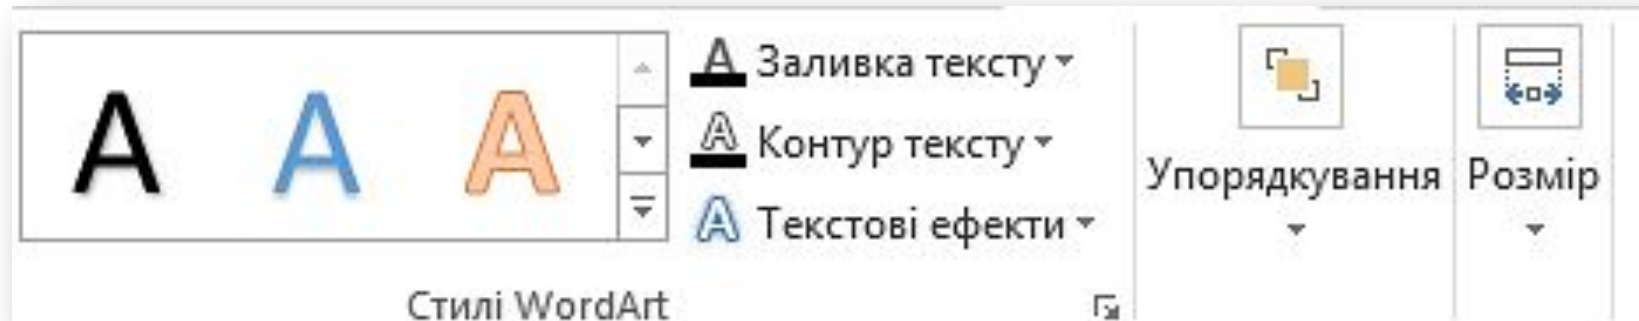 A A A
Заливка тексту
Контур тексту
Текстові ефекти
Стилі WordArt
Упорядкування
Розмір